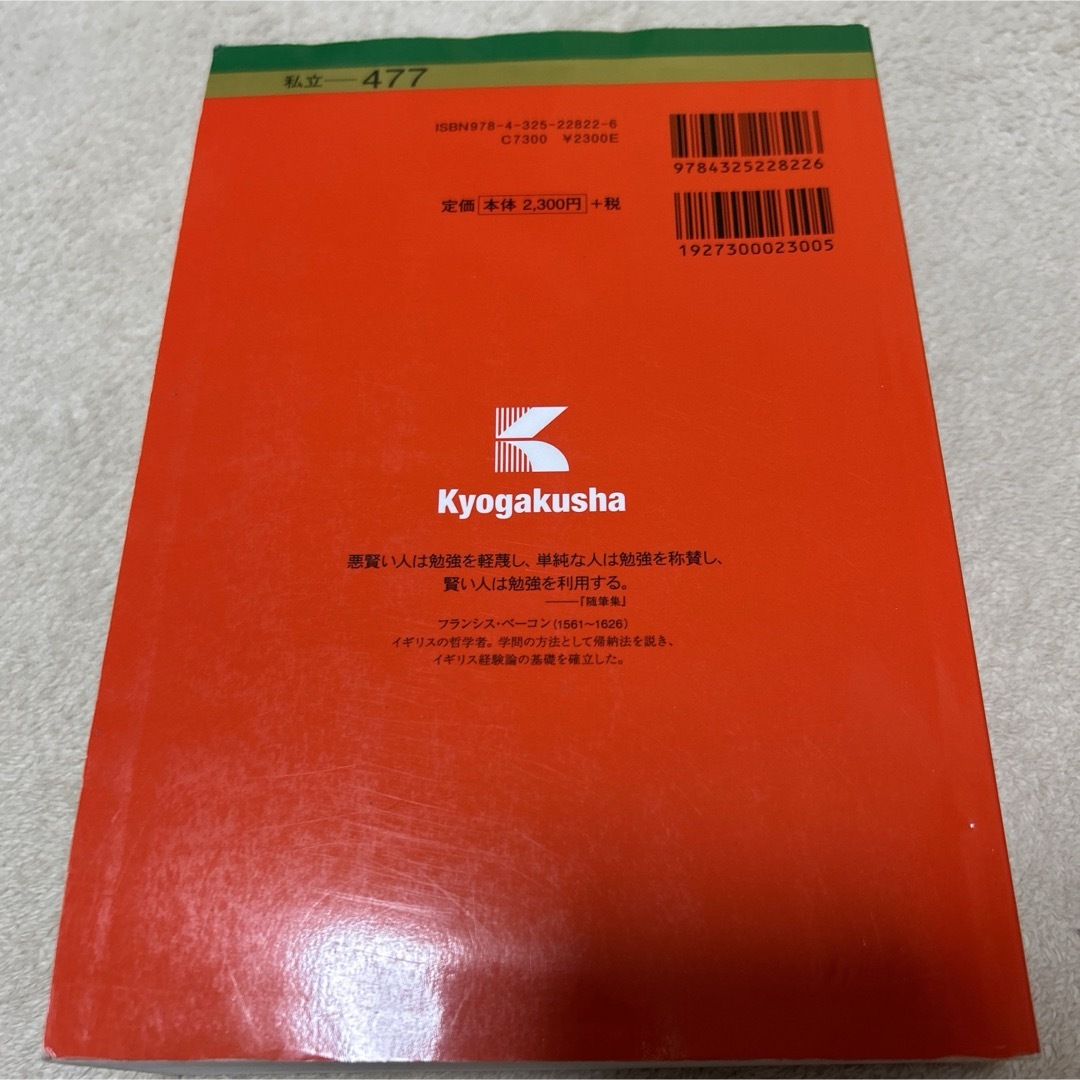 私立――477
ISBN978-4-325-22822-6
C7300 ¥2300E
9784325228226
定価 本体 2,300円 +税
1927300023005
Kyogakusha
悪賢い人は勉強を軽蔑し、単純な人は勉強を称賛し、
賢い人は勉強を利用する。
――『随筆集』
フランシス・ベーコン(1561〜1626)
イギリスの哲学者。学問の方法として帰納法を説き、
イギリス経験論の基礎を確立した。